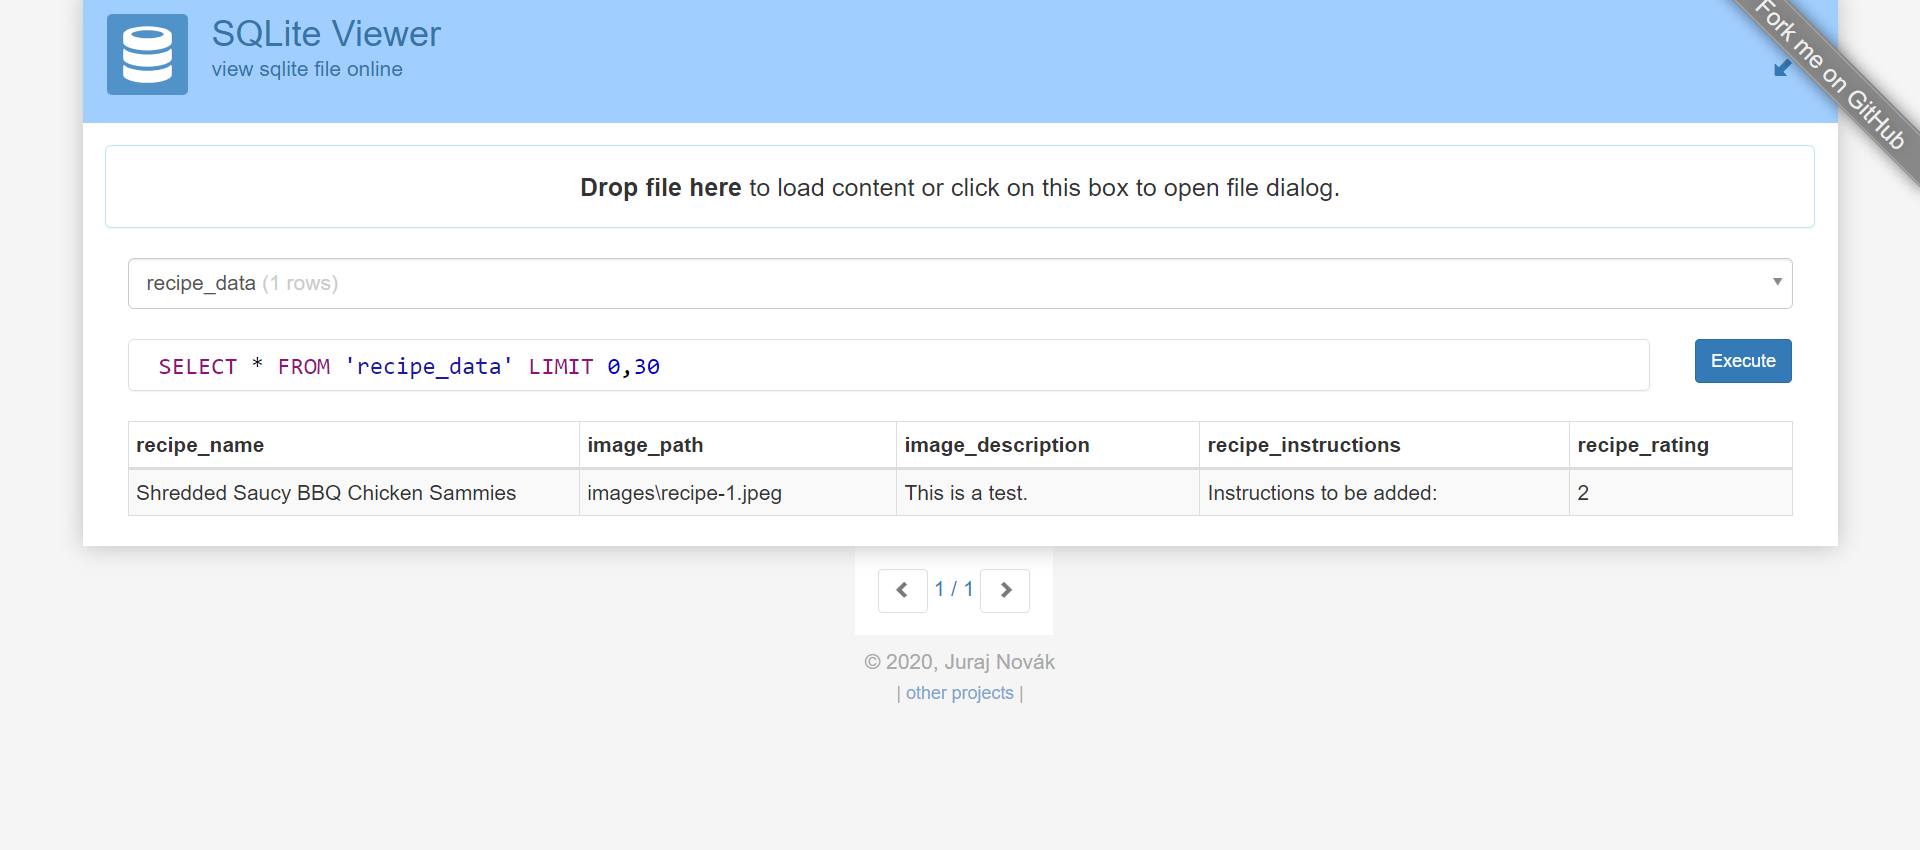 SQLite Viewer
view sqlite file online
Fork me on GitHub
Drop file here to load content or click on this box to open file dialog.
recipe_data (1 rows)
SELECT * FROM 'recipe_data' LIMIT 0,30
Execute
recipe_name image_path image_description recipe_instructions recipe_rating
Shredded Saucy BBQ Chicken Sammies images\recipe-1.jpeg This is a test. Instructions to be added: 2
1 / 1
© 2020, Juraj Novák
| other projects |